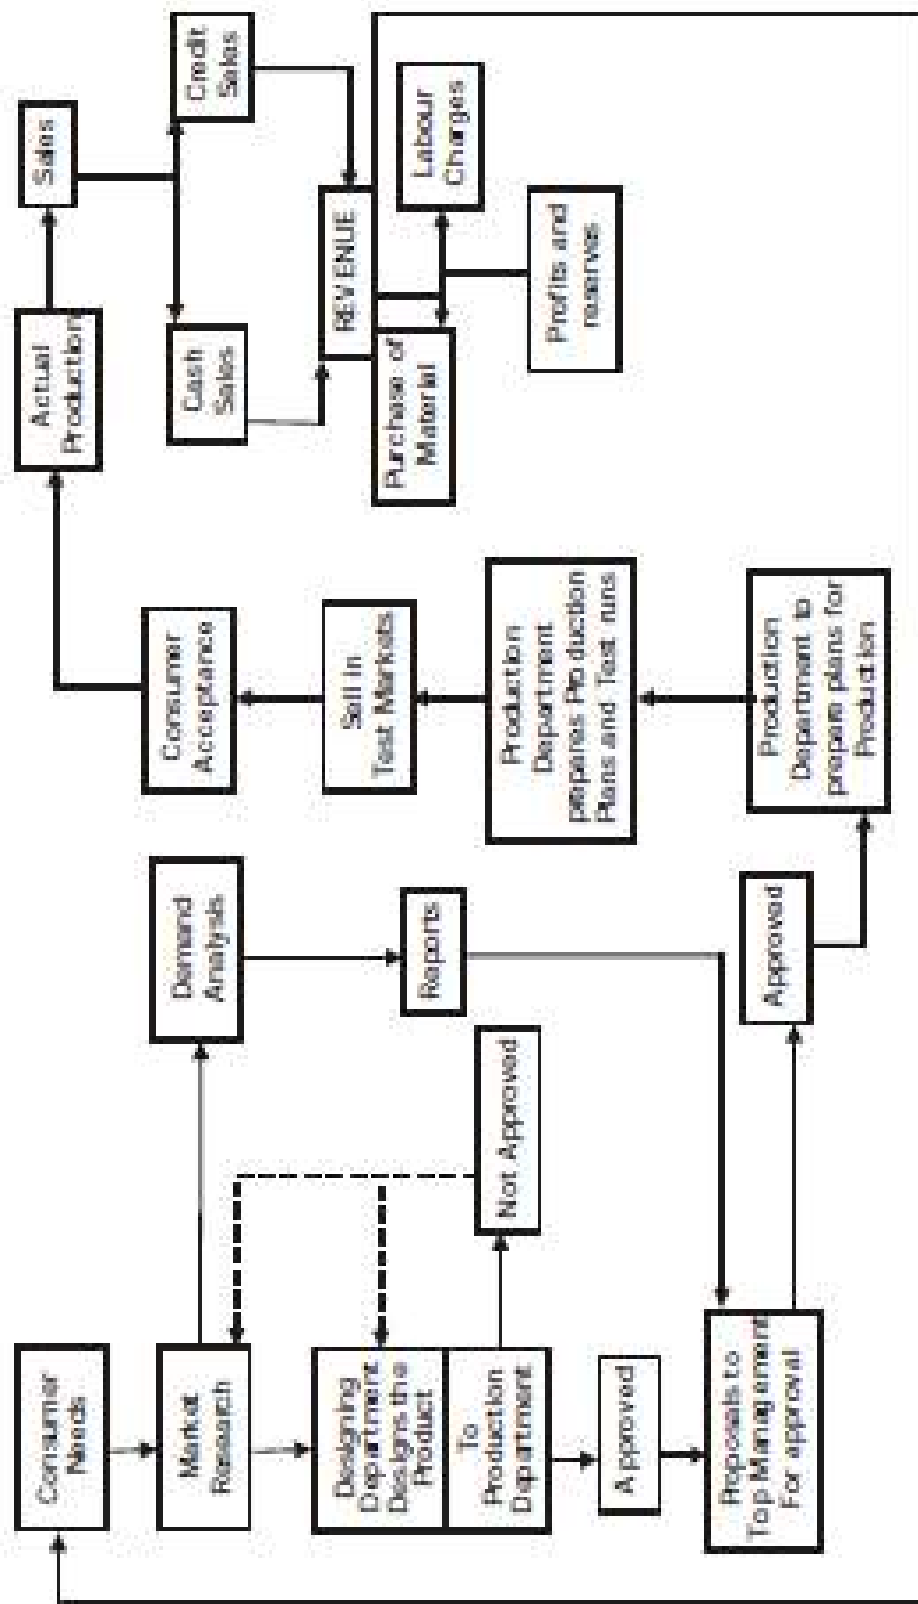 Consumer
Needs
Market
Research
Designing
Department
Designs the
Product
To
Production
Department
Approved
Proposals to
Top Management
For approval
Not Approved
Demand
Analysis
Reports
Approved
Production
Department to
prepare plans for
Production
Production
Department
prepares Production
Plans and Test runs
Sell in
Test Markets
Consumer
Acceptance
Actual
Production
Sales
Cash
Sales
Credit
Sales
REVENUE
Purchase of
Material
Labour
Charges
Profits and
reserves